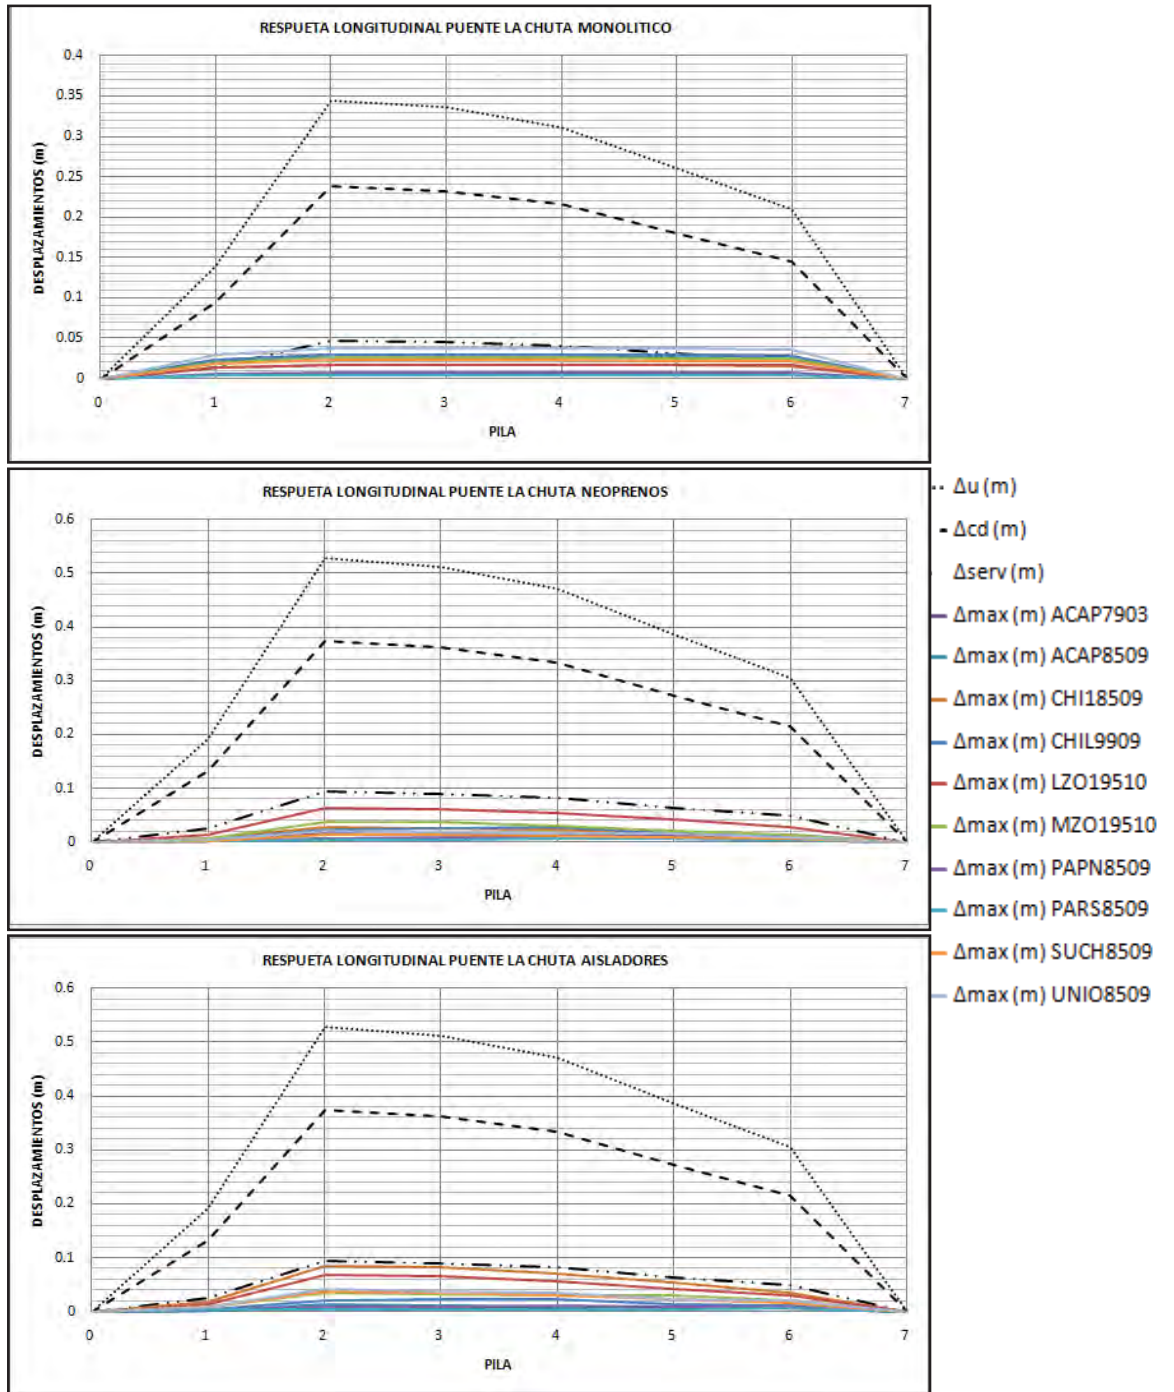 RESPUETA LONGITUDINAL PUENTE LA CHUTA MONOLITICO
0.4
0.35
0.3
0.25
0.2
0.15
0.1
0.05
0
DESPLAZAMIENTOS (m)
0 1 2 3 4 5 6 7
PILA
RESPUETA LONGITUDINAL PUENTE LA CHUTA NEOPRENOS
0.6
0.5
0.4
0.3
0.2
0.1
0
DESPLAZAMIENTOS (m)
0 1 2 3 4 5 6 7
PILA
RESPUETA LONGITUDINAL PUENTE LA CHUTA AISLADORES
0.6
0.5
0.4
0.3
0.2
0.1
0
DESPLAZAMIENTOS (m)
0 1 2 3 4 5 6 7
PILA
Δu (m)
Δcd (m)
Δserv (m)
Δmax (m) ACAP7903
Δmax (m) ACAP8509
Δmax (m) CHI18509
Δmax (m) CHIL9909
Δmax (m) LZO19510
Δmax (m) MZO19510
Δmax (m) PAPN8509
Δmax (m) PARS8509
Δmax (m) SUCH8509
Δmax (m) UNIO8509